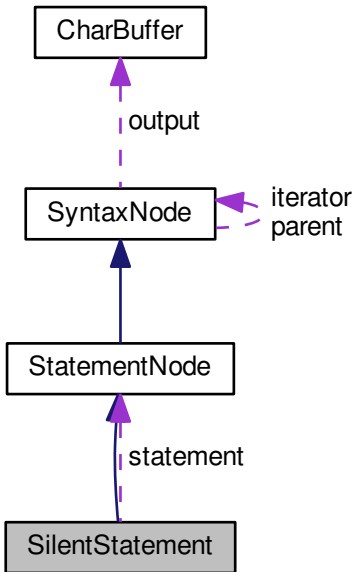 CharBuffer
output
SyntaxNode
iterator
parent
StatementNode
statement
SilentStatement